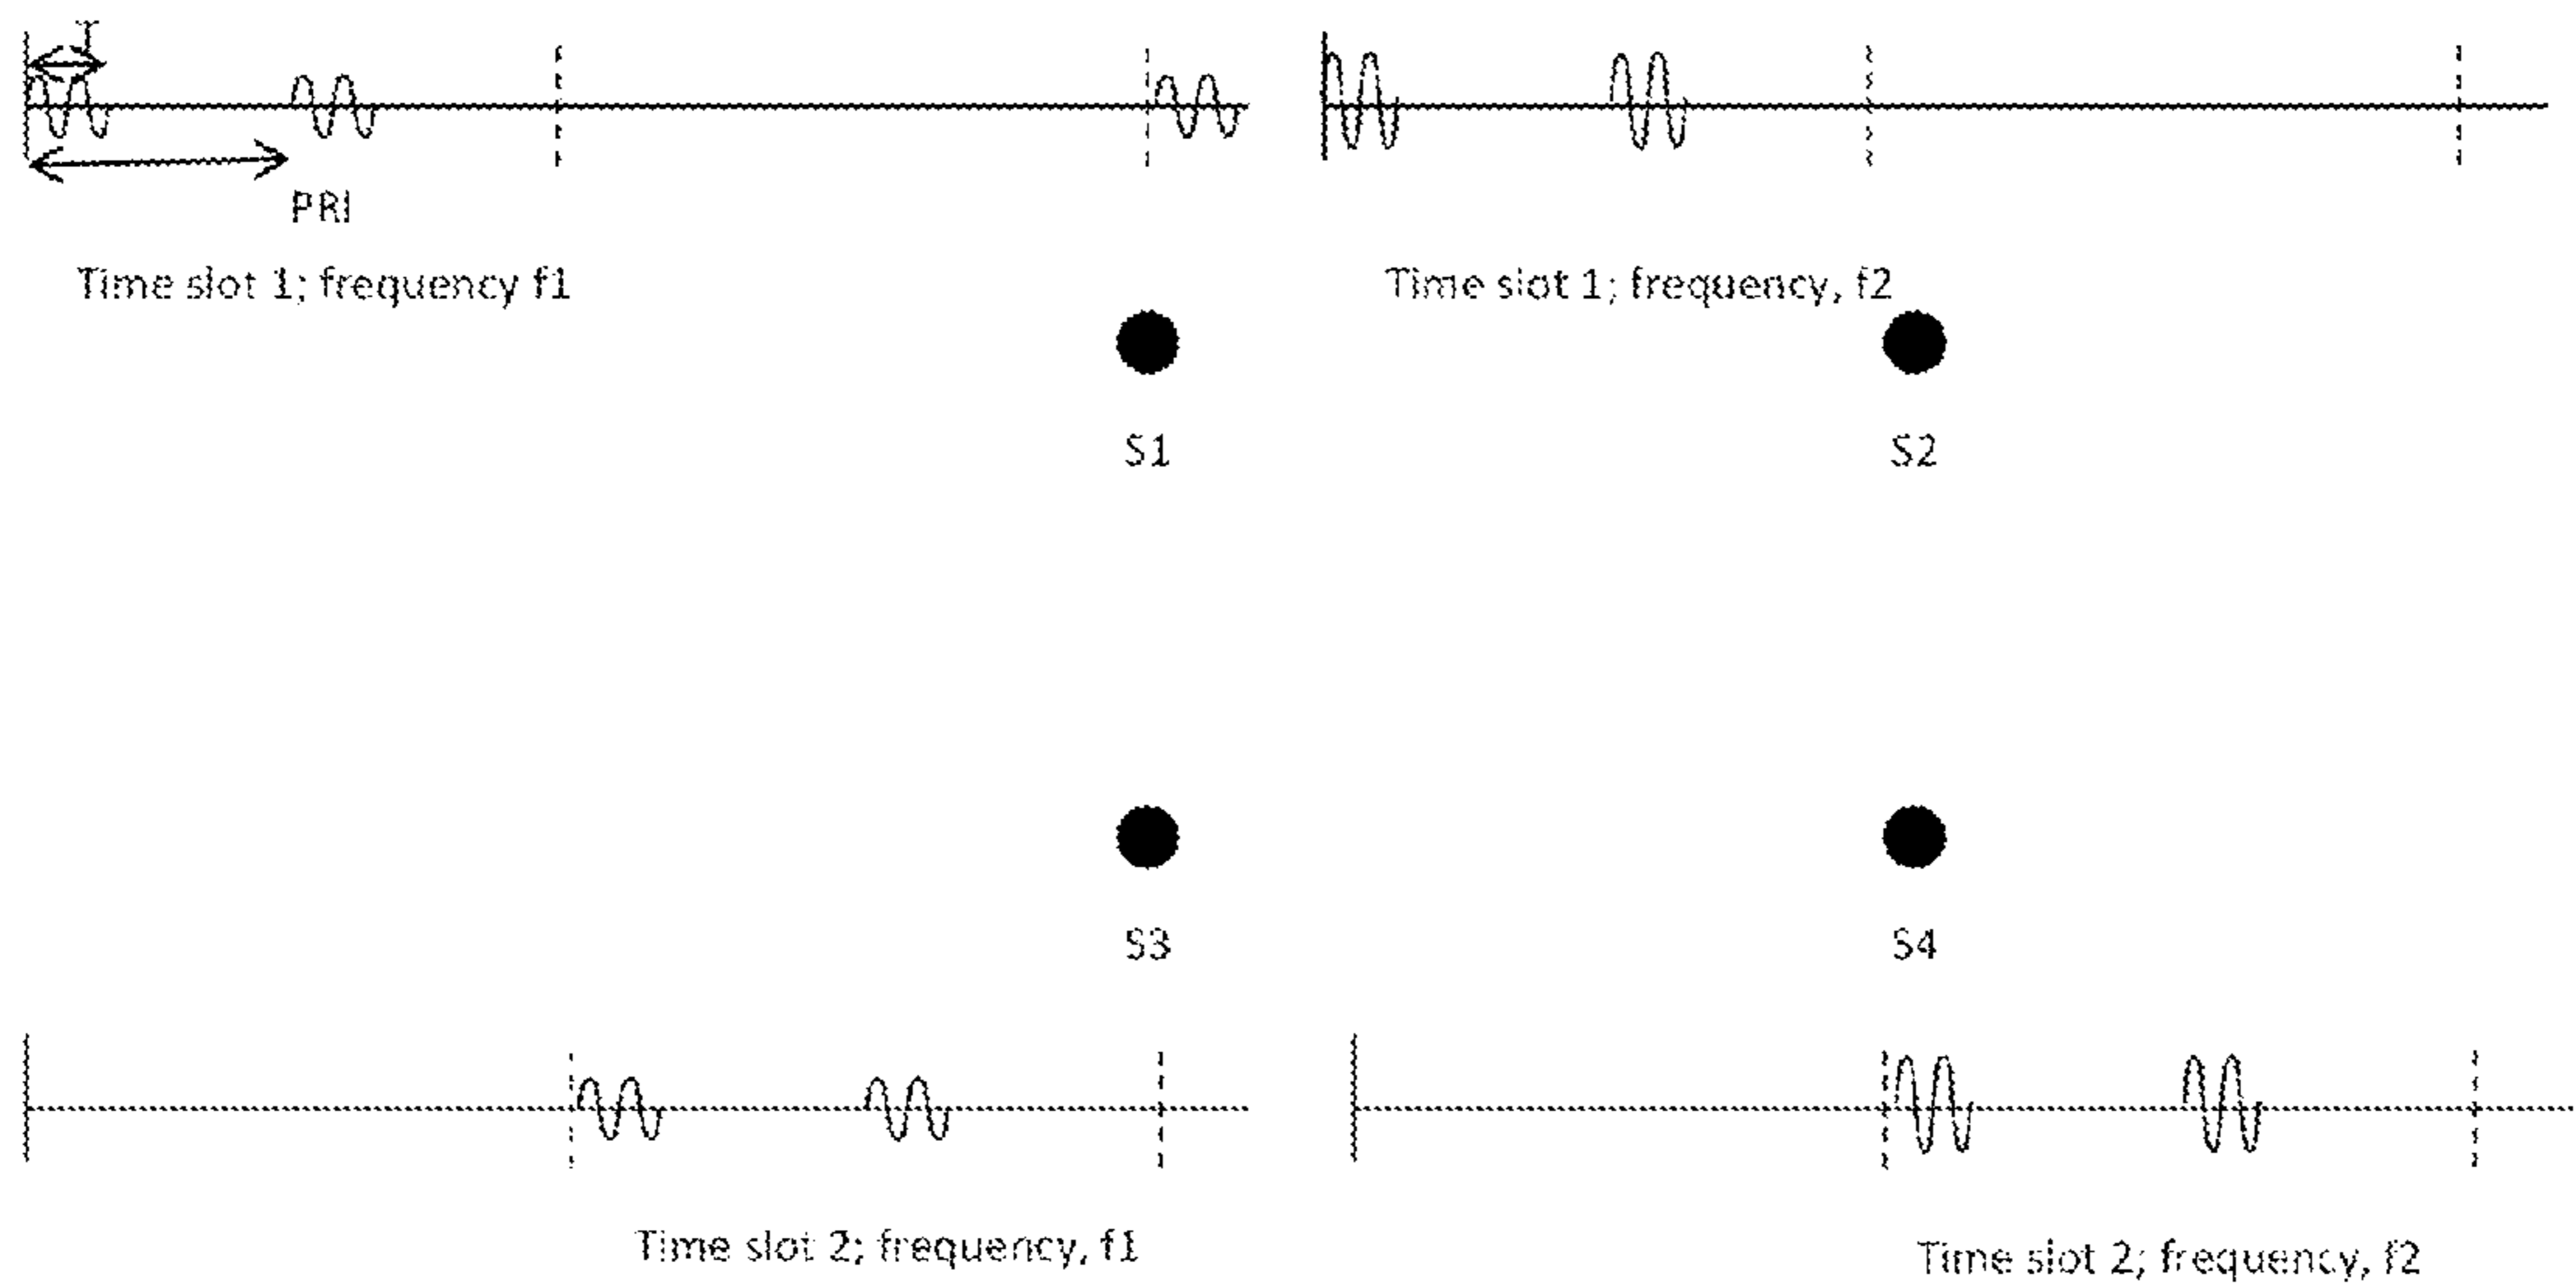 T
PRI
Time slot 1; frequency f1
Time slot 1; frequency, f2
S1
S2
S3
S4
Time slot 2; frequency, f1
Time slot 2; frequency, f2